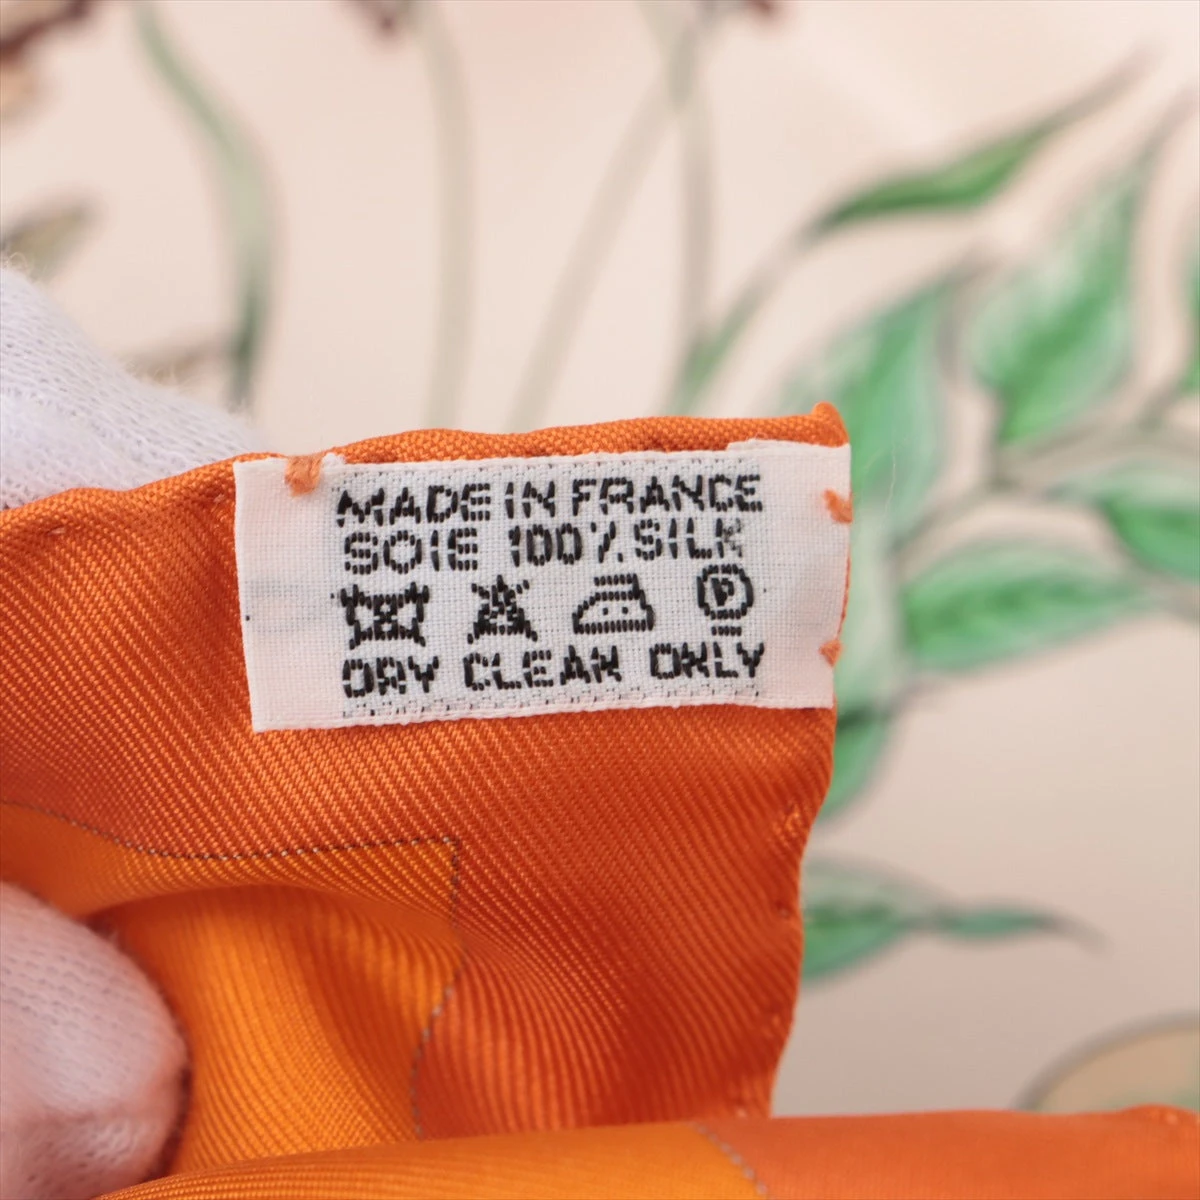 MADE IN FRANCE
SOIE 100% SILK
P
DRY CLEAN ONLY